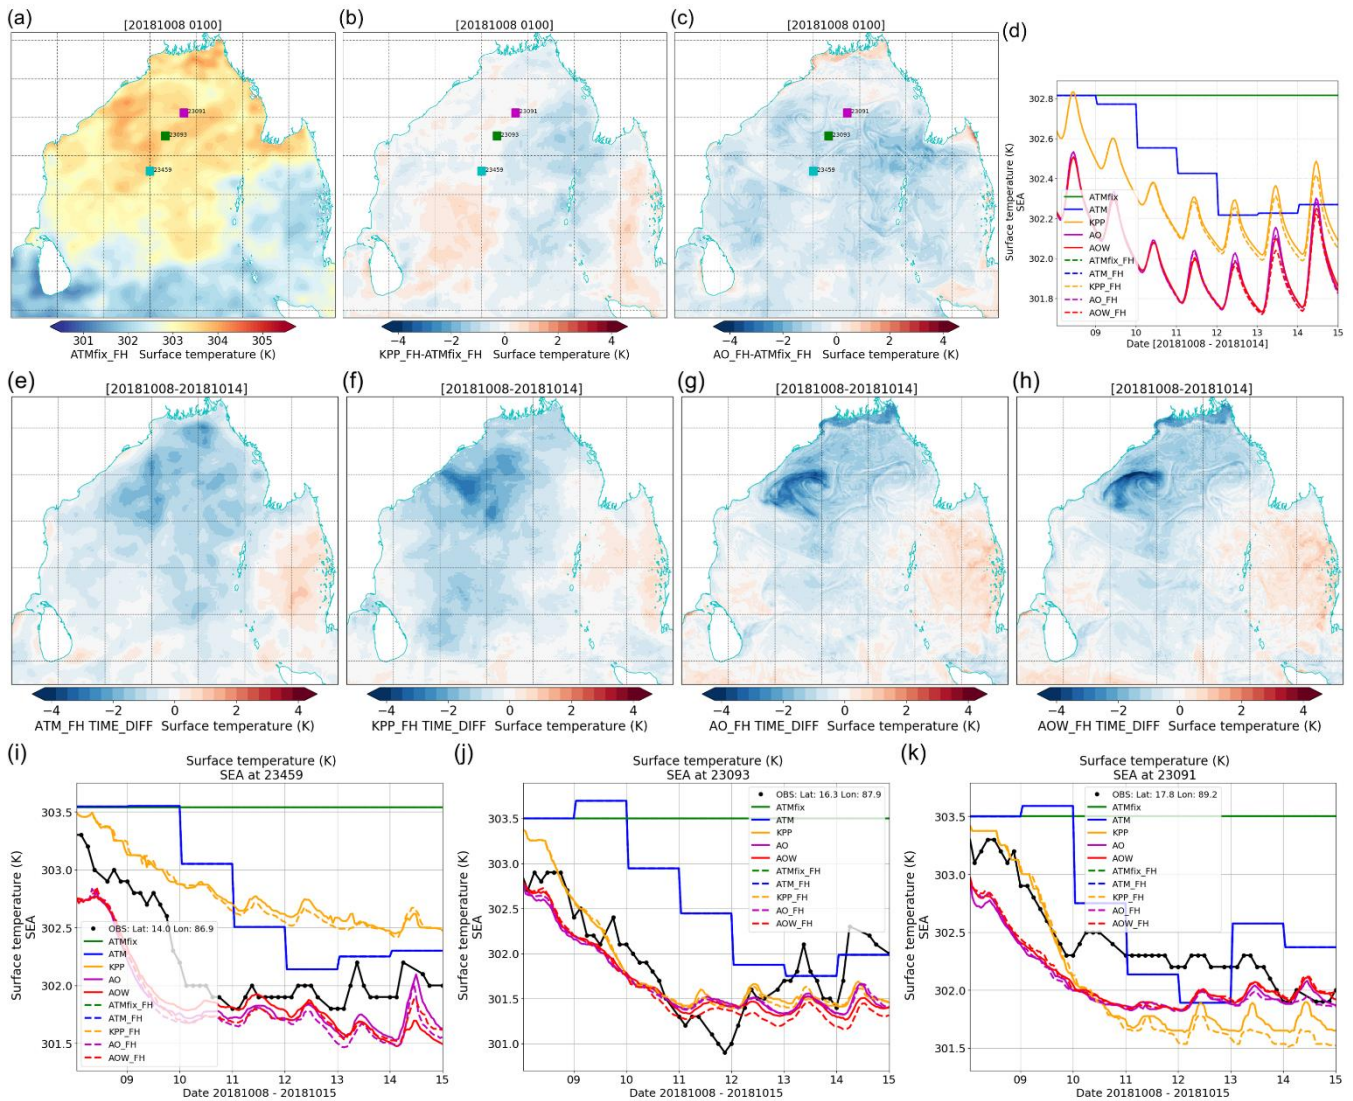 (a)
[20181008 0100]
23091
23093
23459
301 302 303 304 305
ATMfix_FH Surface temperature (K)
(b)
[20181008 0100]
23091
23093
23459
−4 −2 0 2 4
KPP_FH-ATMfix_FH Surface temperature (K)
(c)
[20181008 0100]
23091
23093
23459
−4 −2 0 2 4
AO_FH-ATMfix_FH Surface temperature (K)
(d)
Surface temperature (K)
SEA
302.8
302.6
302.4
302.2
302.0
301.8
ATMfix
ATM
KPP
AO
AOW
ATMfix_FH
ATM_FH
KPP_FH
AO_FH
AOW_FH
09 10 11 12 13 14 15
Date [20181008 - 20181014]
(e)
[20181008-20181014]
−4 −2 0 2 4
ATM_FH TIME_DIFF Surface temperature (K)
(f)
[20181008-20181014]
−4 −2 0 2 4
KPP_FH TIME_DIFF Surface temperature (K)
(g)
[20181008-20181014]
−4 −2 0 2 4
AO_FH TIME_DIFF Surface temperature (K)
(h)
[20181008-20181014]
−4 −2 0 2 4
AOW_FH TIME_DIFF Surface temperature (K)
(i)
Surface temperature (K)
SEA at 23459
Surface temperature (K)
SEA
303.5
303.0
302.5
302.0
301.5
OBS: Lat: 14.0 Lon: 86.9
ATMfix
ATM
KPP
AO
AOW
ATMfix_FH
ATM_FH
KPP_FH
AO_FH
AOW_FH
09 10 11 12 13 14 15
Date 20181008 - 20181015
(j)
Surface temperature (K)
SEA at 23093
Surface temperature (K)
SEA
303.5
303.0
302.5
302.0
301.5
301.0
OBS: Lat: 16.3 Lon: 87.9
ATMfix
ATM
KPP
AO
AOW
ATMfix_FH
ATM_FH
KPP_FH
AO_FH
AOW_FH
09 10 11 12 13 14 15
Date 20181008 - 20181015
(k)
Surface temperature (K)
SEA at 23091
Surface temperature (K)
SEA
303.5
303.0
302.5
302.0
301.5
OBS: Lat: 17.8 Lon: 89.2
ATMfix
ATM
KPP
AO
AOW
ATMfix_FH
ATM_FH
KPP_FH
AO_FH
AOW_FH
09 10 11 12 13 14 15
Date 20181008 - 20181015